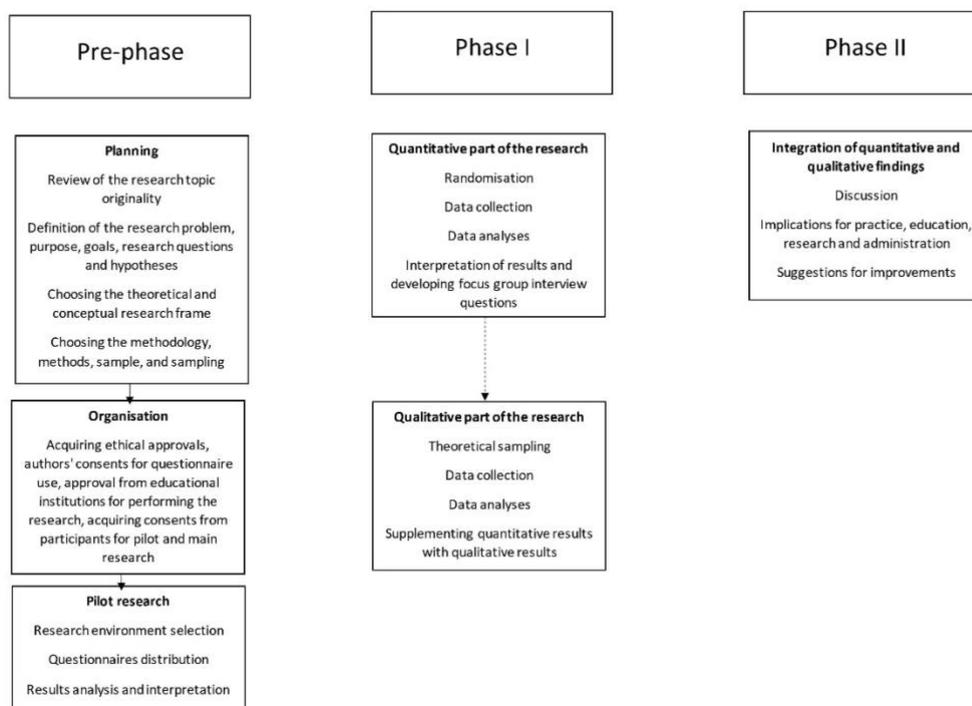 Pre-phase
Planning
Review of the research topic
originality
Definition of the research problem,
purpose, goals, research questions
and hypotheses
Choosing the theoretical and
conceptual research frame
Choosing the methodology,
methods, sample, and sampling
Organisation
Acquiring ethical approvals,
authors' consents for questionnaire
use, approval from educational
institutions for performing the
research, acquiring consents from
participants for pilot and main
research
Pilot research
Research environment selection
Questionnaires distribution
Results analysis and interpretation
Phase I
Quantitative part of the research
Randomisation
Data collection
Data analyses
Interpretation of results and
developing focus group interview
questions
Qualitative part of the research
Theoretical sampling
Data collection
Data analyses
Supplementing quantitative results
with qualitative results
Phase II
Integration of quantitative and
qualitative findings
Discussion
Implications for practice, education,
research and administration
Suggestions for improvements